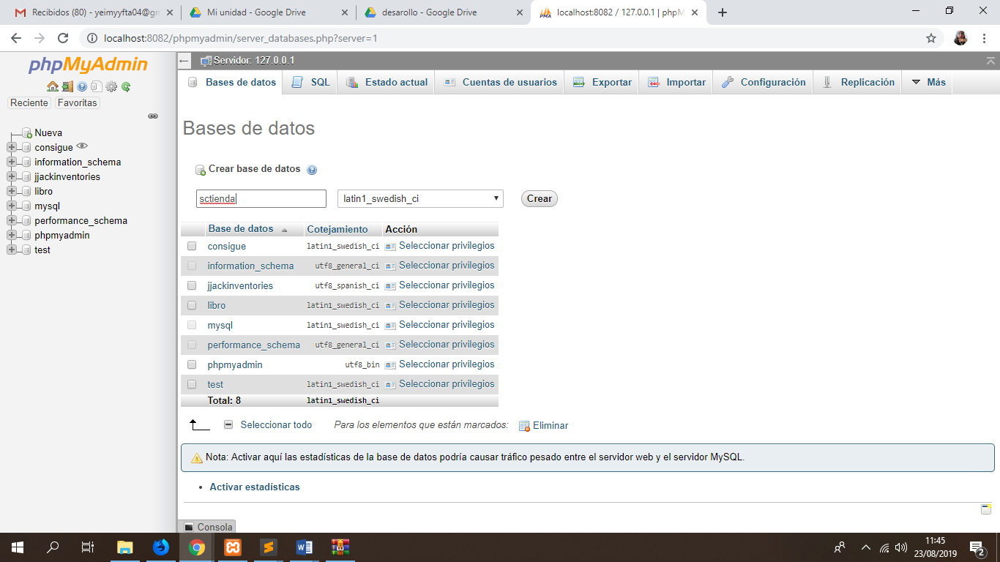 Recibidos (80) - yeimyyfta04@gm
Mi unidad - Google Drive
desarollo - Google Drive
localhost:8082 / 127.0.0.1 | phpM
localhost:8082/phpmyadmin/server_databases.php?server=1
phpMyAdmin
Reciente Favoritas
Nueva
consigue
information_schema
jjackinventories
libro
mysql
performance_schema
phpmyadmin
test
Servidor: 127.0.0.1
Bases de datos SQL Estado actual Cuentas de usuarios Exportar Importar Configuración Replicación Más
Bases de datos
Crear base de datos
sctienda latin1_swedish_ci Crear
Base de datos Cotejamiento Acción
consigue latin1_swedish_ci Seleccionar privilegios
information_schema utf8_general_ci Seleccionar privilegios
jjackinventories utf8_spanish_ci Seleccionar privilegios
libro latin1_swedish_ci Seleccionar privilegios
mysql latin1_swedish_ci Seleccionar privilegios
performance_schema utf8_general_ci Seleccionar privilegios
phpmyadmin utf8_bin Seleccionar privilegios
test latin1_swedish_ci Seleccionar privilegios
Total: 8 latin1_swedish_ci
Seleccionar todo Para los elementos que están marcados: Eliminar
Nota: Activar aquí las estadísticas de la base de datos podría causar tráfico pesado entre el servidor web y el servidor MySQL.
Activar estadísticas
Consola
11:45
23/08/2019
2